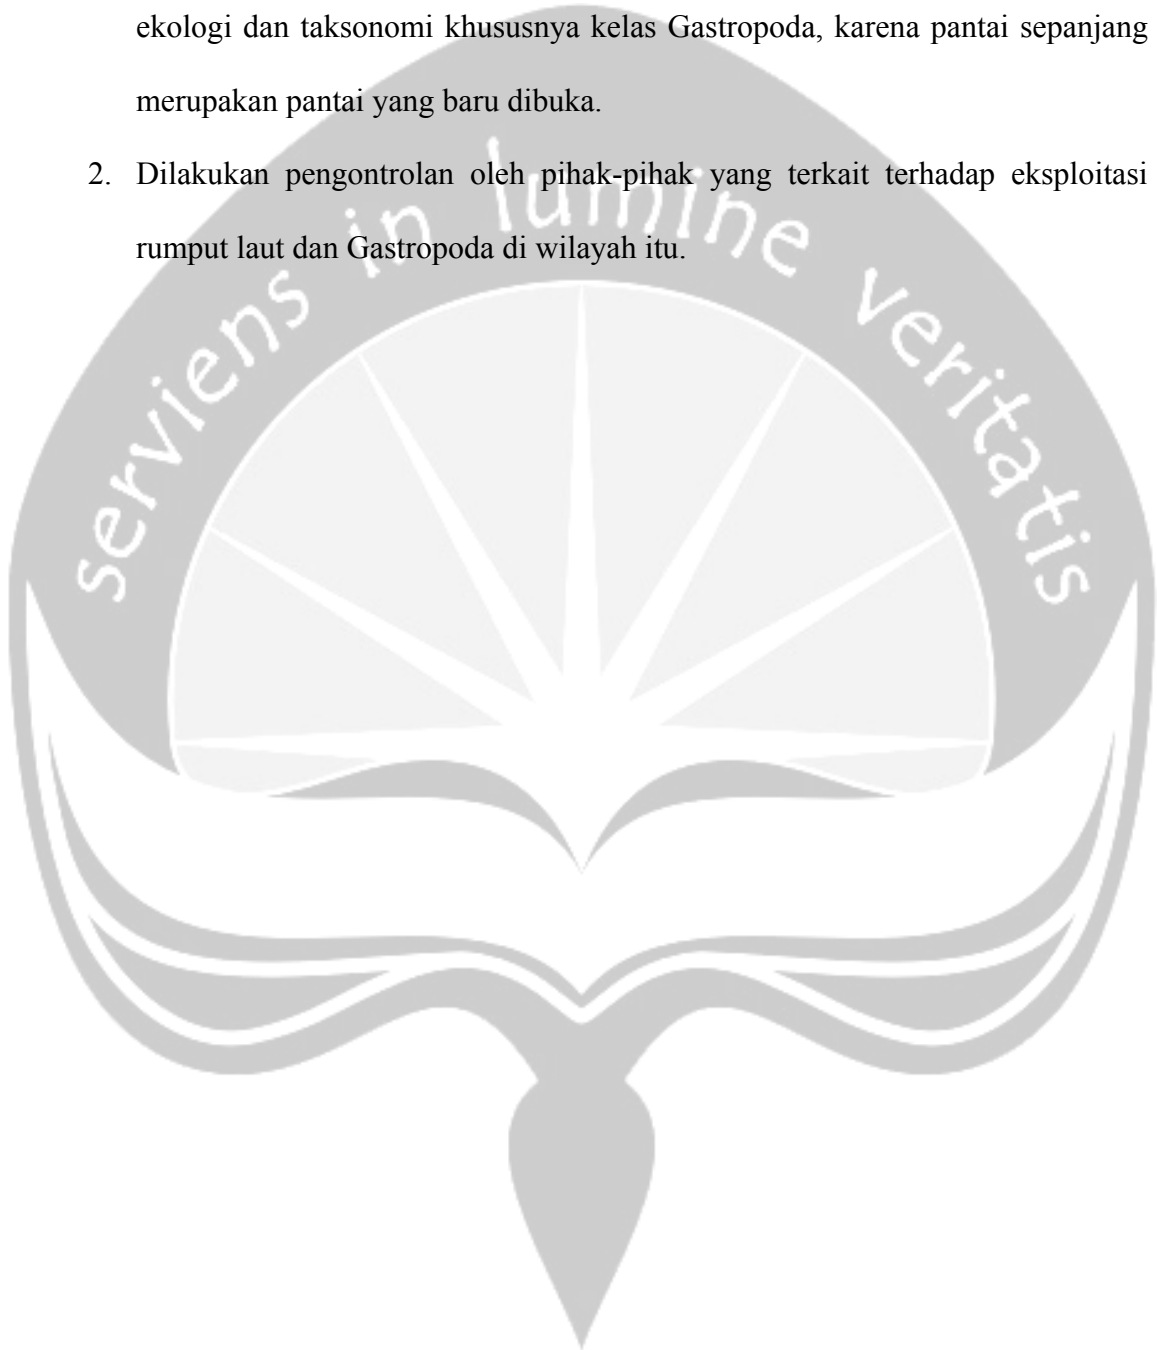 ekologi dan taksonomi khususnya kelas Gastropoda, karena pantai sepanjang
merupakan pantai yang baru dibuka.
2. Dilakukan pengontrolan oleh pihak-pihak yang terkait terhadap eksploitasi
rumput laut dan Gastropoda di wilayah itu.
serviens in lumine veritatis